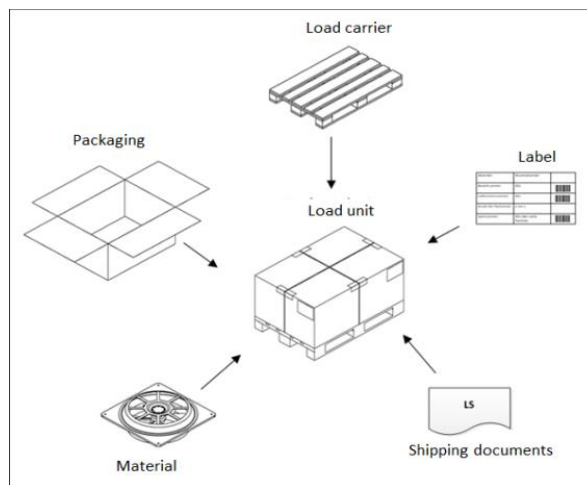 Load carrier
Packaging
Label
Load unit
LS
Material
Shipping documents